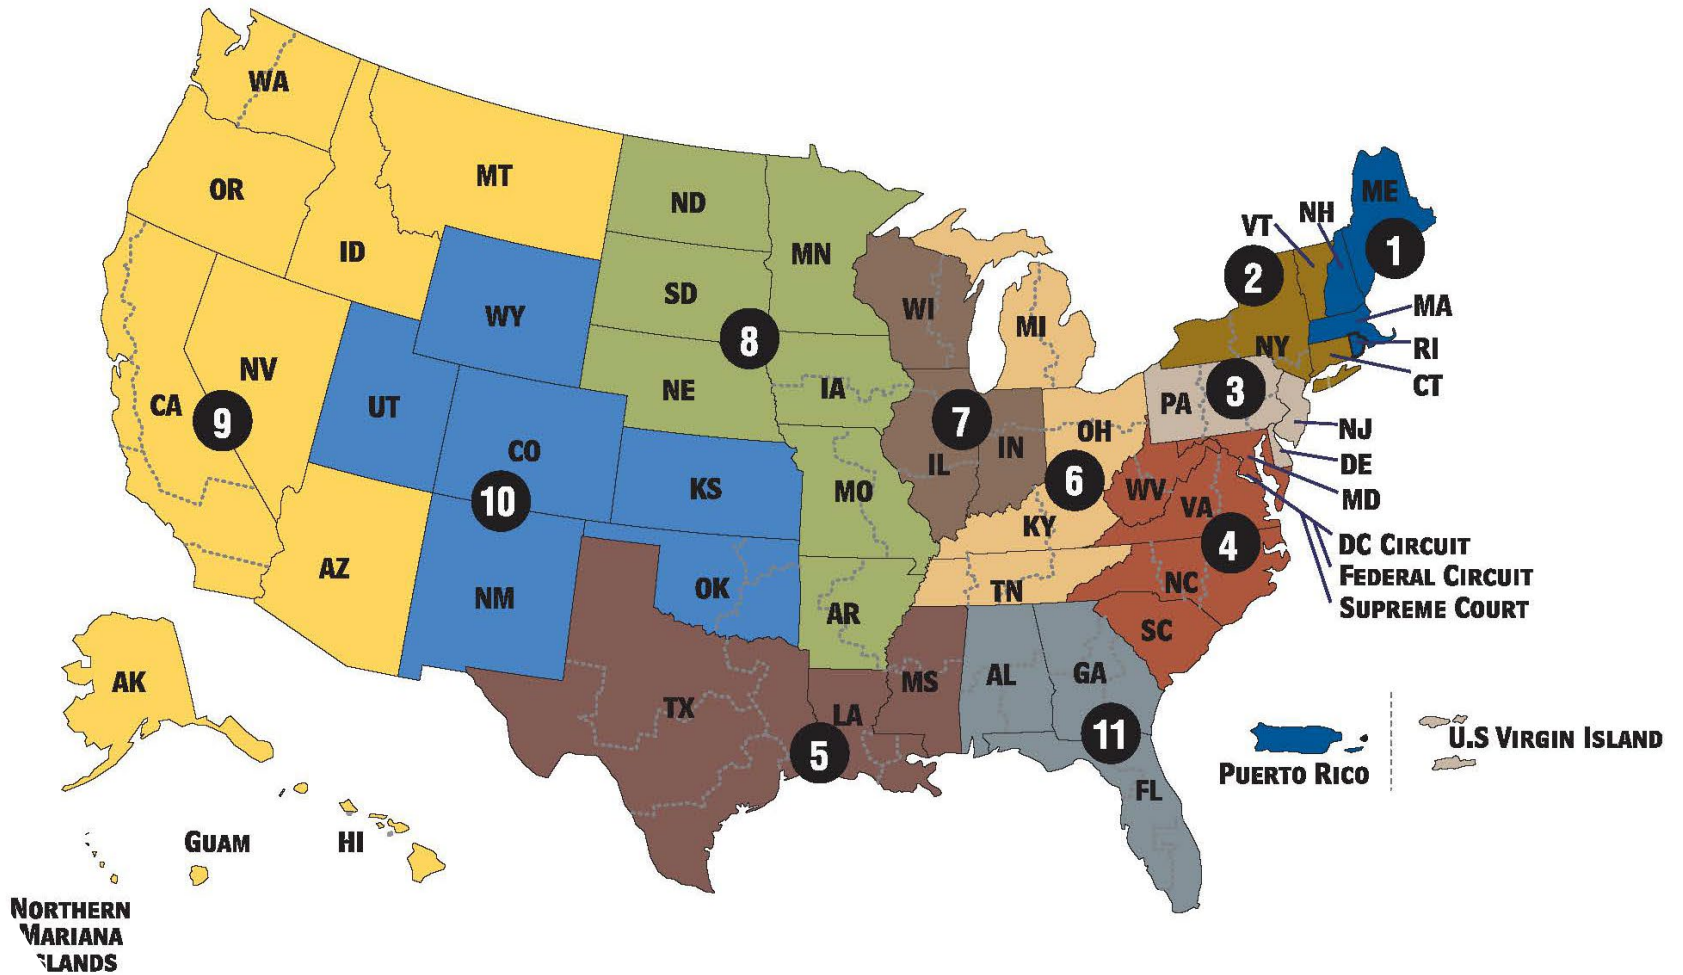 WA
OR
MT
ID
ND
MN
SD
WY
8
NE
IA
NV
CA
9
UT
CO
10
KS
MO
AZ
NM
OK
AR
TX
LA
5
MS
WI
MI
7
IL
IN
OH
6
KY
TN
AL
GA
11
FL
ME
1
NH
VT
2
NY
MA
RI
CT
3
PA
NJ
DE
MD
WV
VA
4
NC
SC
DC CIRCUIT
FEDERAL CIRCUIT
SUPREME COURT
PUERTO RICO
U.S VIRGIN ISLAND
AK
GUAM
HI
NORTHERN
MARIANA
SLANDS